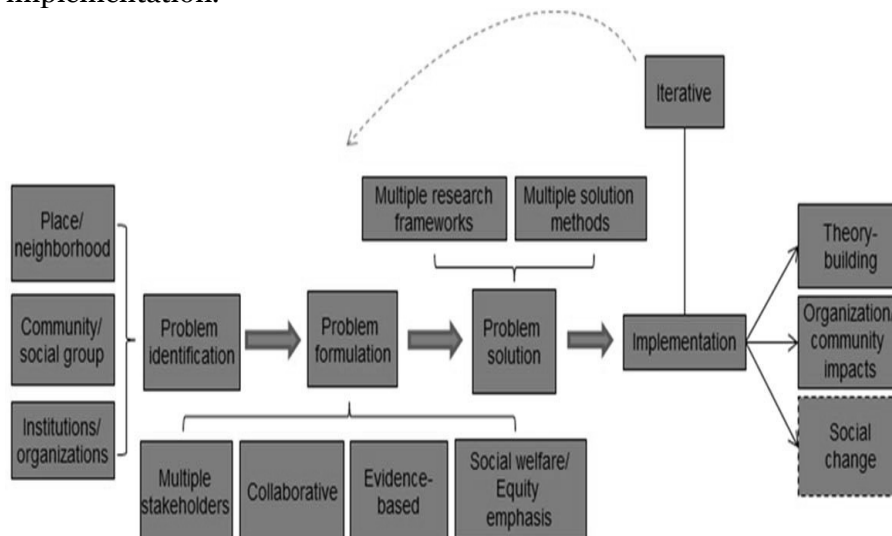 implementation.
Iterative
Multiple research
frameworks
Multiple solution
methods
Place/
neighborhood
Community/
social group
Institutions/
organizations
Problem
identification
Problem
formulation
Problem
solution
Implementation
Theory-
building
Organization/
community
impacts
Social
change
Multiple
stakeholders
Collaborative
Evidence-
based
Social welfare/
Equity
emphasis